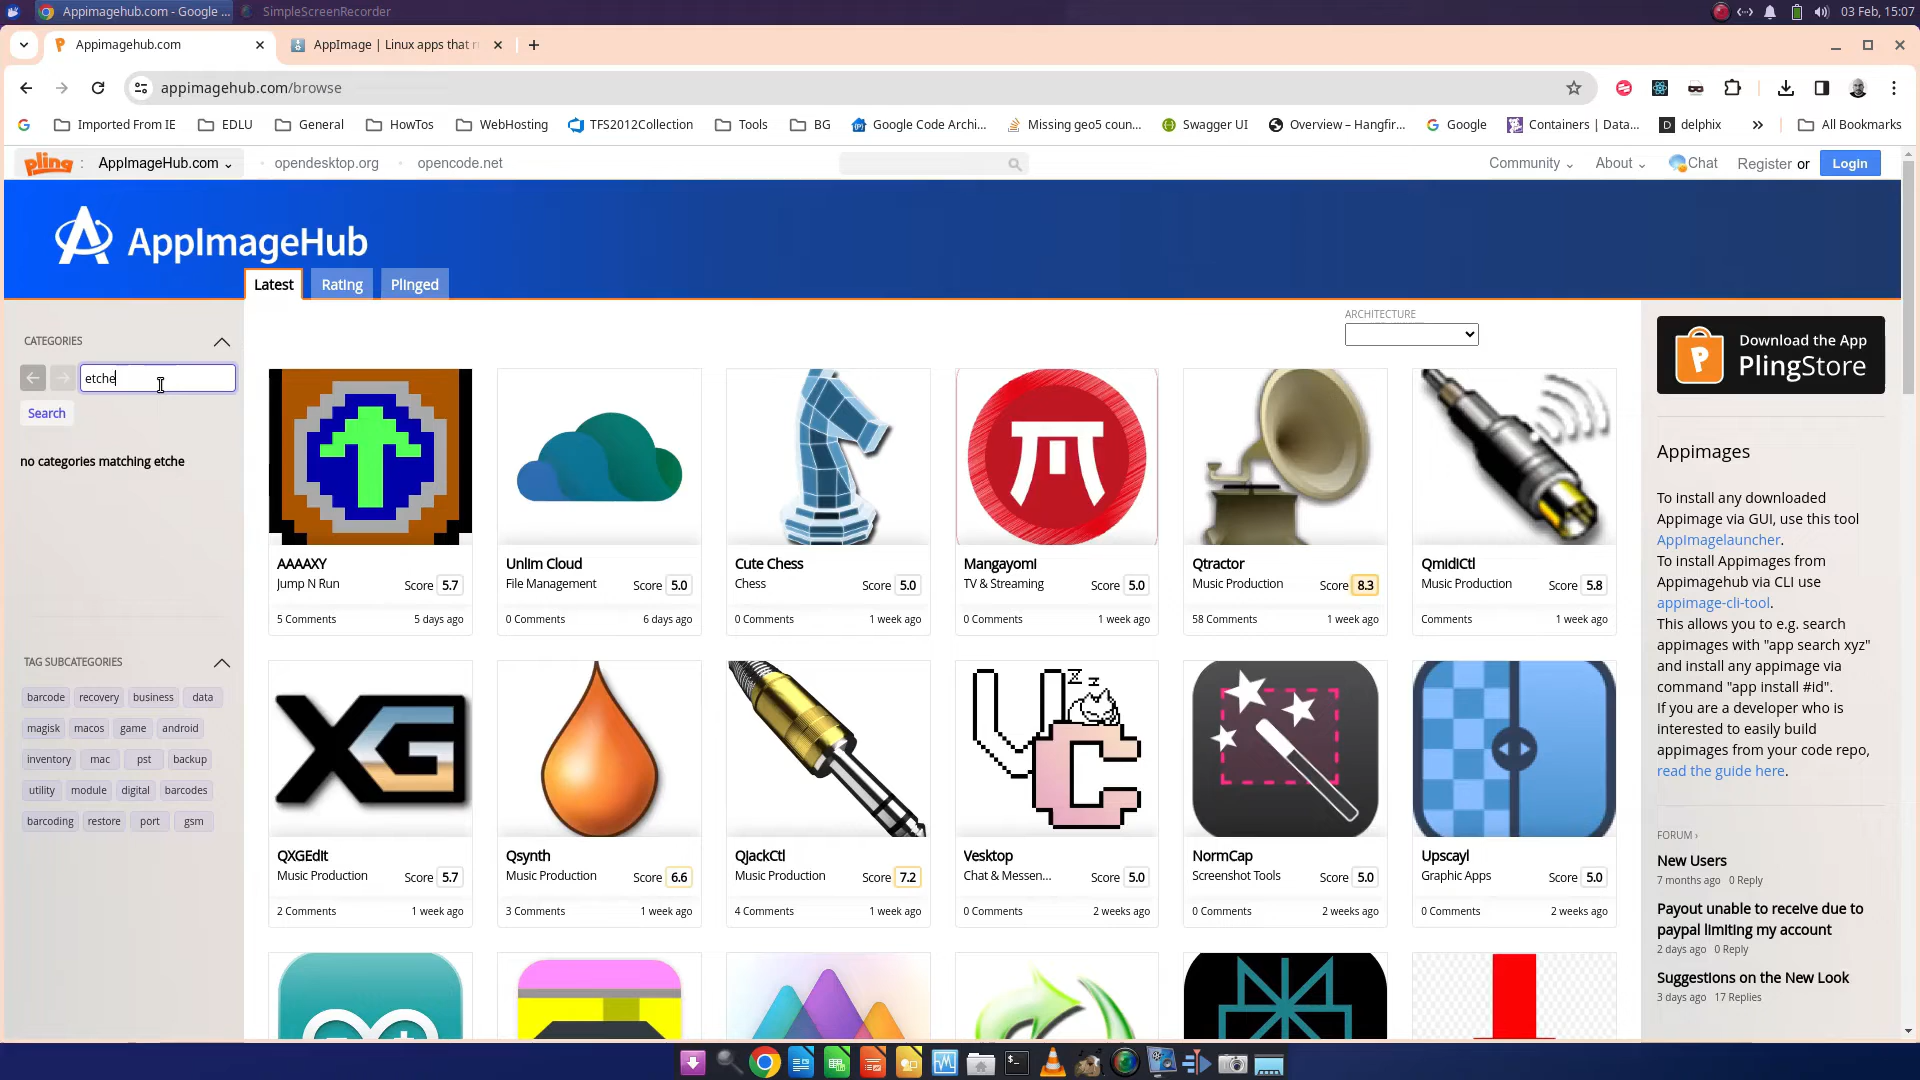 Appimagehub.com - Google ...
SimpleScreenRecorder
03 Feb, 15:07
Appimagehub.com
AppImage | Linux apps that r
appimagehub.com/browse
Imported From IE
EDLU
General
HowTos
WebHosting
TFS2012Collection
Tools
BG
Google Code Archi...
Missing geo5 coun...
Swagger UI
Overview – Hangfir...
Google
Containers | Data...
delphix
All Bookmarks
pling
:
AppImageHub.com
opendesktop.org
opencode.net
Community
About
Chat
Register or
Login
AppImageHub
Latest
Rating
Plinged
CATEGORIES
etche
Search
no categories matching etche
TAG SUBCATEGORIES
barcode recovery business data
magisk macos game android
inventory mac pst backup
utility module digital barcodes
barcoding restore port gsm
ARCHITECTURE
AAAAXY
Jump N Run
Score 5.7
5 Comments
5 days ago
Unlim Cloud
File Management
Score 5.0
0 Comments
6 days ago
Cute Chess
Chess
Score 5.0
0 Comments
1 week ago
Mangayomi
TV & Streaming
Score 5.0
0 Comments
1 week ago
Qtractor
Music Production
Score 8.3
58 Comments
1 week ago
QmidiCtl
Music Production
Score 5.8
Comments
1 week ago
XG
QXGEdit
Music Production
Score 5.7
2 Comments
1 week ago
Qsynth
Music Production
Score 6.6
3 Comments
1 week ago
QjackCtl
Music Production
Score 7.2
4 Comments
1 week ago
Vesktop
Chat & Messen...
Score 5.0
0 Comments
2 weeks ago
NormCap
Screenshot Tools
Score 5.0
0 Comments
2 weeks ago
Upscayl
Graphic Apps
Score 5.0
0 Comments
2 weeks ago
Download the App
PlingStore
Appimages
To install any downloaded
Appimage via GUI, use this tool
AppImagelauncher.
To install Appimages from
Appimagehub via CLI use
appimage-cli-tool.
This allows you to e.g. search
appimages with "app search xyz"
and install any appimage via
command "app install #id".
If you are a developer who is
interested to easily build
appimages from your code repo,
read the guide here.
FORUM ›
New Users
7 months ago 0 Reply
Payout unable to receive due to
paypal limiting my account
2 days ago 0 Reply
Suggestions on the New Look
3 days ago 17 Replies